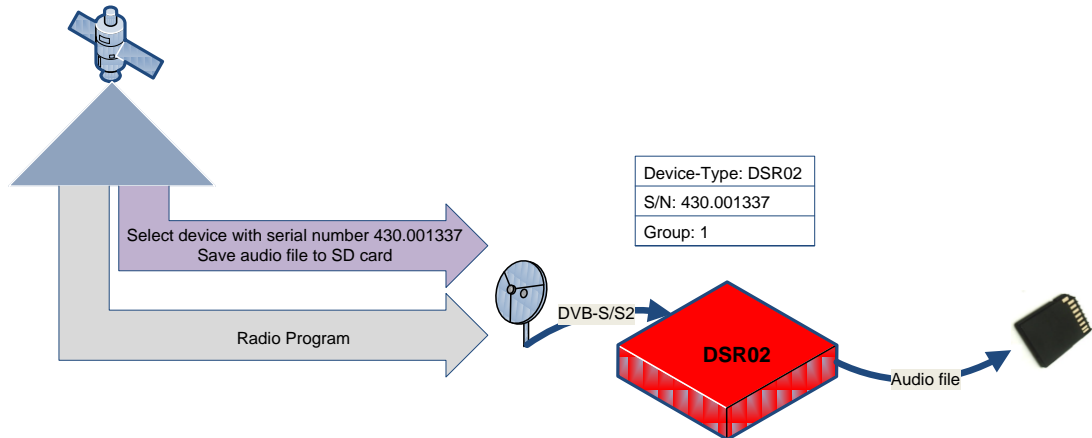 Device-Type: DSR02
S/N: 430.001337
Group: 1
Select device with serial number 430.001337
Save audio file to SD card
DVB-S/S2
Radio Program
DSR02
Audio file